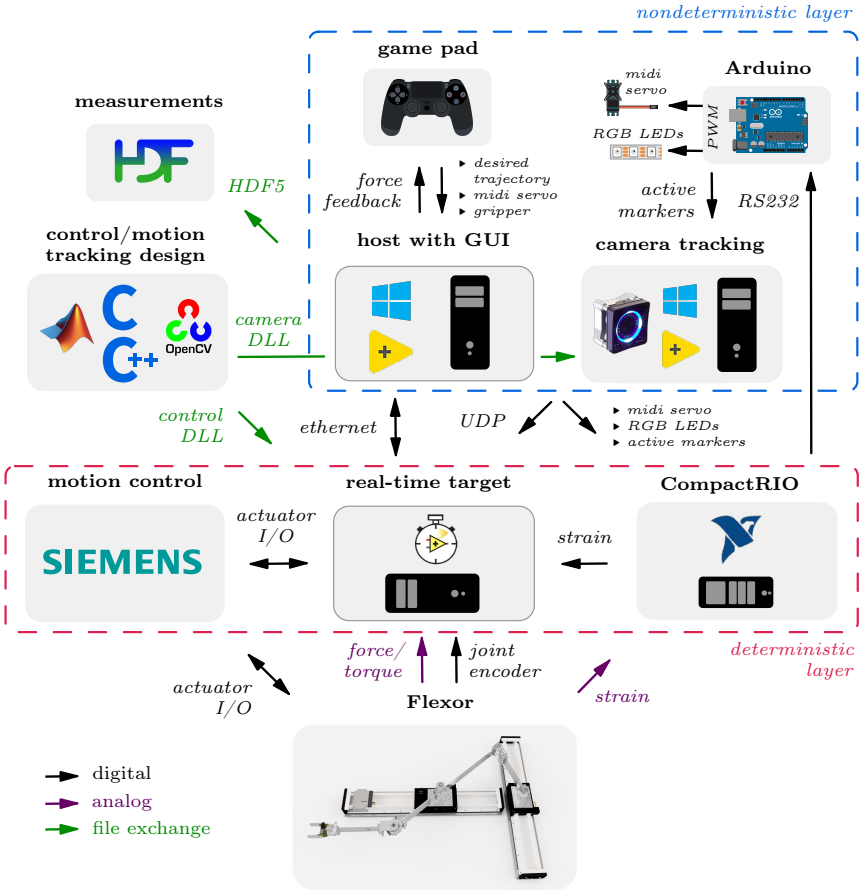 nondeterministic layer
game pad
midi
servo
RGB LEDs
PWM
Arduino
measurements
HDF
HDF5
force
feedback
desired
trajectory
midi servo
gripper
active
markers
RS232
control/motion
tracking design
C
C++
OpenCV
camera
DLL
host with GUI
camera tracking
control
DLL
ethernet
UDP
midi servo
RGB LEDs
active markers
motion control
SIEMENS
actuator
I/O
real-time target
strain
CompactRIO
deterministic
layer
actuator
I/O
force/
torque
joint
encoder
strain
Flexor
digital
analog
file exchange